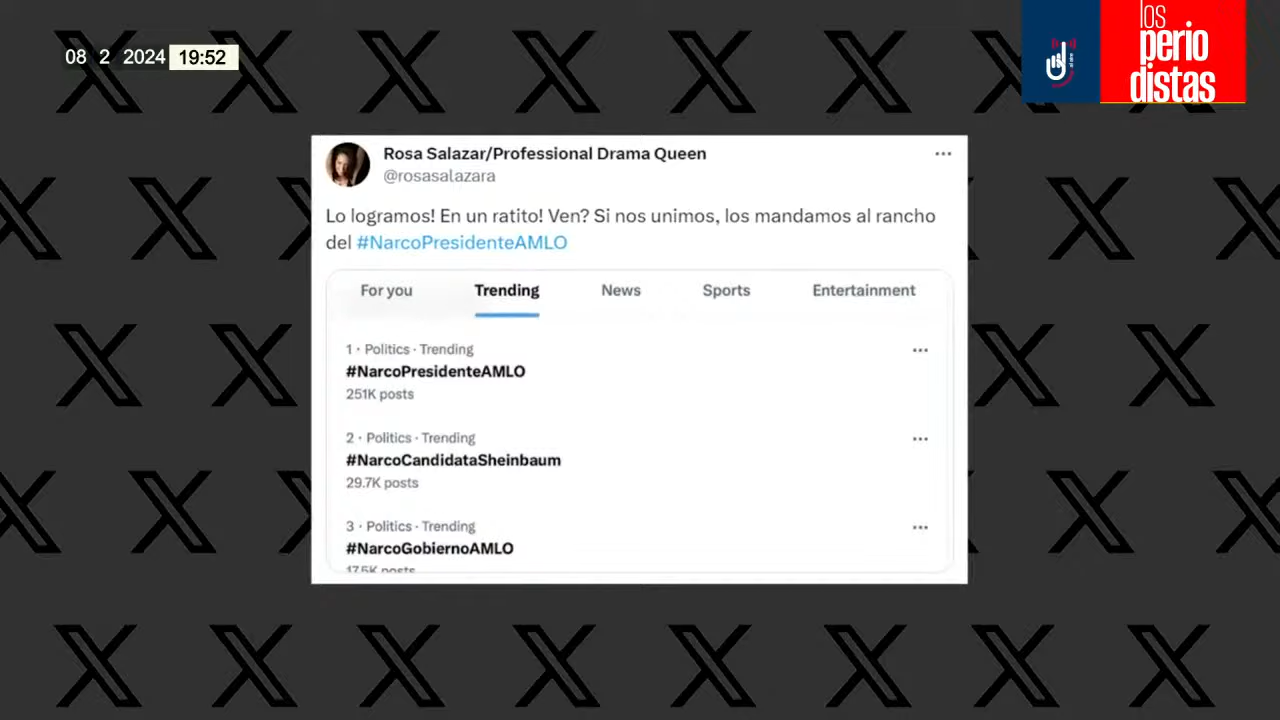 08 2 2024 19:52
los
perio
distas
Rosa Salazar/Professional Drama Queen
@rosasalazara
Lo logramos! En un ratito! Ven? Si nos unimos, los mandamos al rancho
del #NarcoPresidenteAMLO
For you Trending News Sports Entertainment
1 · Politics · Trending
#NarcoPresidenteAMLO
251K posts
2 · Politics · Trending
#NarcoCandidataSheinbaum
29.7K posts
3 · Politics · Trending
#NarcoGobiernoAMLO
17.5K posts